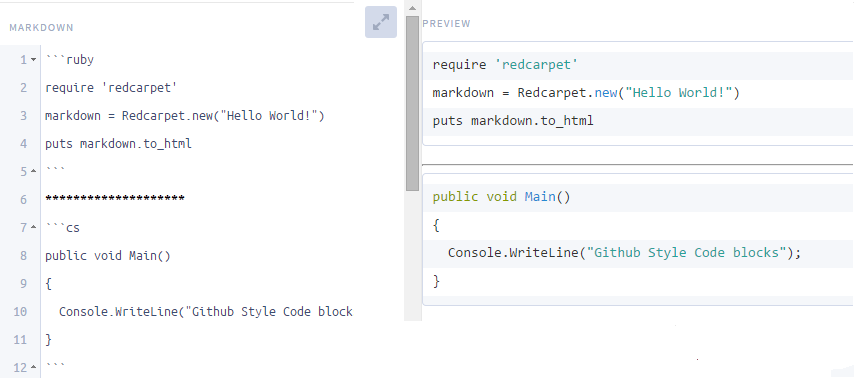 MARKDOWN
1 ```ruby
2 require 'redcarpet'
3 markdown = Redcarpet.new("Hello World!")
4 puts markdown.to_html
5 ```
6 ********************
7 ```cs
8 public void Main()
9 {
10   Console.WriteLine("Github Style Code block
11 }
12 ```
PREVIEW
require 'redcarpet'
markdown = Redcarpet.new("Hello World!")
puts markdown.to_html
public void Main()
{
  Console.WriteLine("Github Style Code blocks");
}